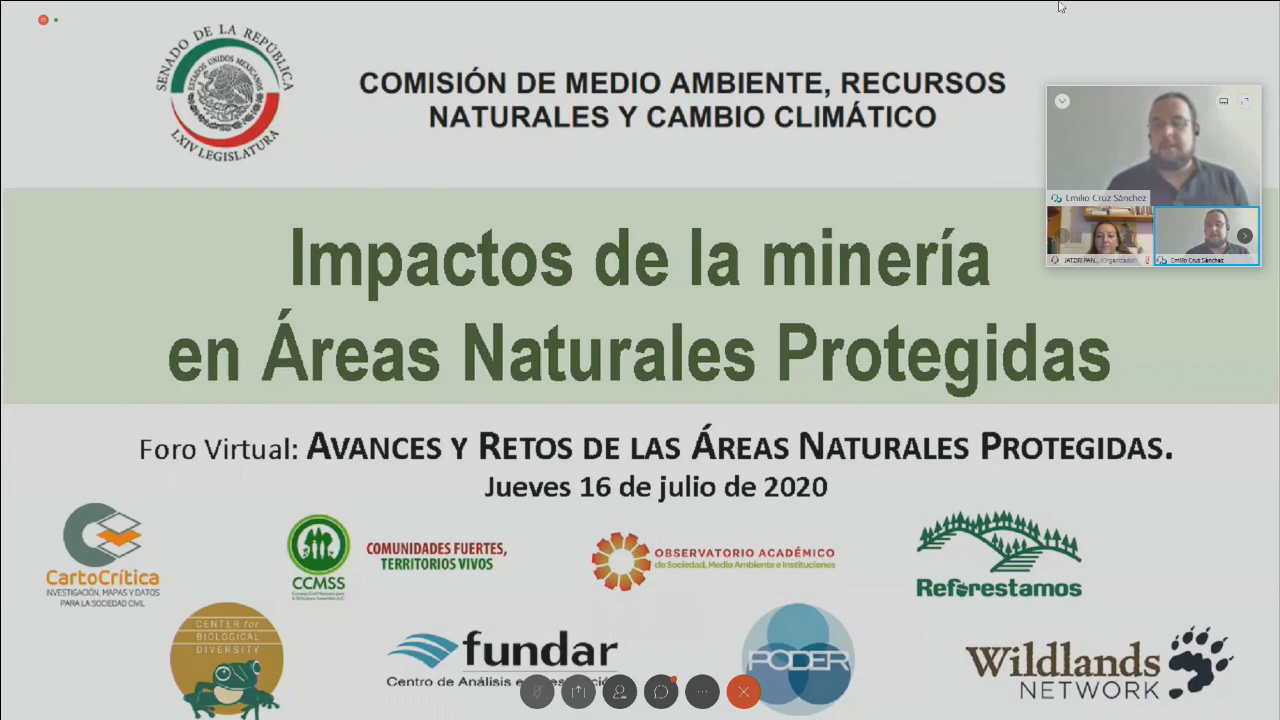 SENADO DE LA REPÚBLICA
ESTADOS UNIDOS MEXICANOS
LXIV LEGISLATURA
COMISIÓN DE MEDIO AMBIENTE, RECURSOS
NATURALES Y CAMBIO CLIMÁTICO
Emilio Cruz Sánchez
JATZIRI PAN... (Organizador)
Emilio Cruz Sánchez
Impactos de la minería
en Áreas Naturales Protegidas
Foro Virtual: AVANCES Y RETOS DE LAS ÁREAS NATURALES PROTEGIDAS.
Jueves 16 de julio de 2020
CartoCrítica
INVESTIGACIÓN, MAPAS Y DATOS
PARA LA SOCIEDAD CIVIL
CCMSS
COMUNIDADES FUERTES,
TERRITORIOS VIVOS
OBSERVATORIO ACADÉMICO
de Sociedad, Medio Ambiente e Instituciones
Reforestamos
CENTER for
BIOLOGICAL
DIVERSITY
fundar
Centro de Análisis e
PODER
Wildlands
NETWORK